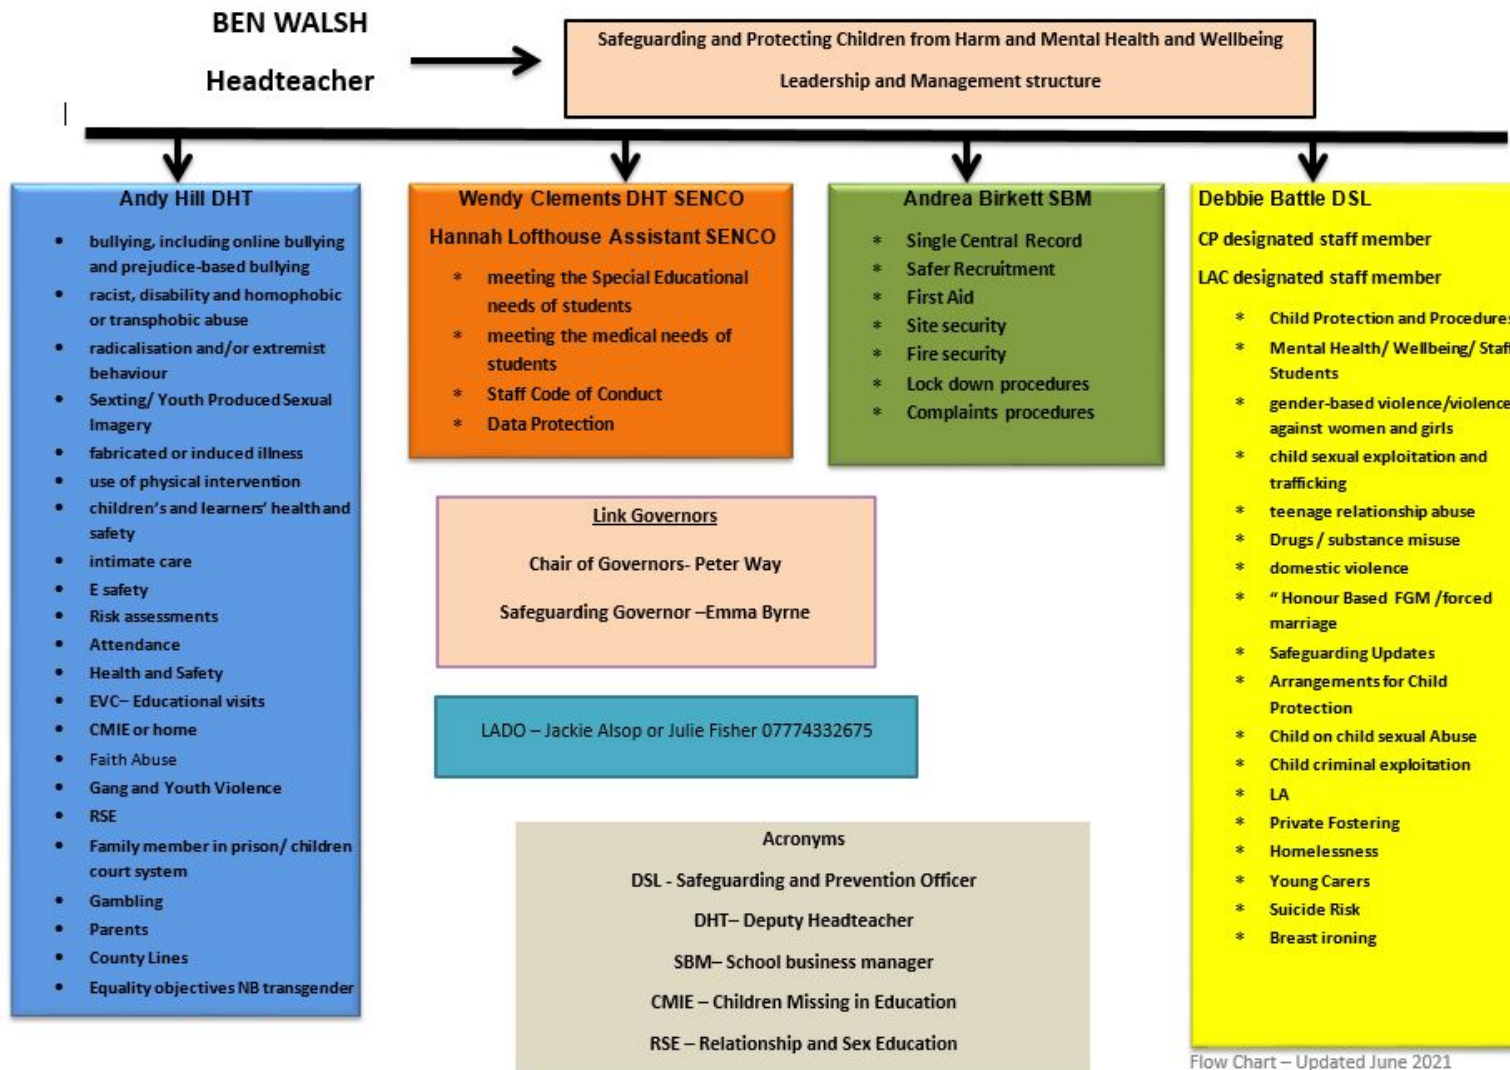 BEN WALSH
Headteacher
Safeguarding and Protecting Children from Harm and Mental Health and Wellbeing
Leadership and Management structure
Andy Hill DHT
• bullying, including online bullying
and prejudice-based bullying
• racist, disability and homophobic
or transphobic abuse
• radicalisation and/or extremist
behaviour
• Sexting/ Youth Produced Sexual
Imagery
• fabricated or induced illness
• use of physical intervention
• children's and learners' health and
safety
• intimate care
• E safety
• Risk assessments
• Attendance
• Health and Safety
• EVC– Educational visits
• CMIE or home
• Faith Abuse
• Gang and Youth Violence
• RSE
• Family member in prison/ children
court system
• Gambling
• Parents
• County Lines
• Equality objectives NB transgender
Wendy Clements DHT SENCO
Hannah Lofthouse Assistant SENCO
* meeting the Special Educational
needs of students
* meeting the medical needs of
students
* Staff Code of Conduct
* Data Protection
Andrea Birkett SBM
* Single Central Record
* Safer Recruitment
* First Aid
* Site security
* Fire security
* Lock down procedures
* Complaints procedures
Debbie Battle DSL
CP designated staff member
LAC designated staff member
* Child Protection and Procedures
* Mental Health/ Wellbeing/ Staff
Students
* gender-based violence/violence
against women and girls
* child sexual exploitation and
trafficking
* teenage relationship abuse
* Drugs / substance misuse
* domestic violence
* “ Honour Based FGM /forced
marriage
* Safeguarding Updates
* Arrangements for Child
Protection
* Child on child sexual Abuse
* Child criminal exploitation
* LA
* Private Fostering
* Homelessness
* Young Carers
* Suicide Risk
* Breast ironing
Link Governors
Chair of Governors- Peter Way
Safeguarding Governor –Emma Byrne
LADO – Jackie Alsop or Julie Fisher 07774332675
Acronyms
DSL - Safeguarding and Prevention Officer
DHT– Deputy Headteacher
SBM– School business manager
CMIE – Children Missing in Education
RSE – Relationship and Sex Education
Flow Chart – Updated June 2021